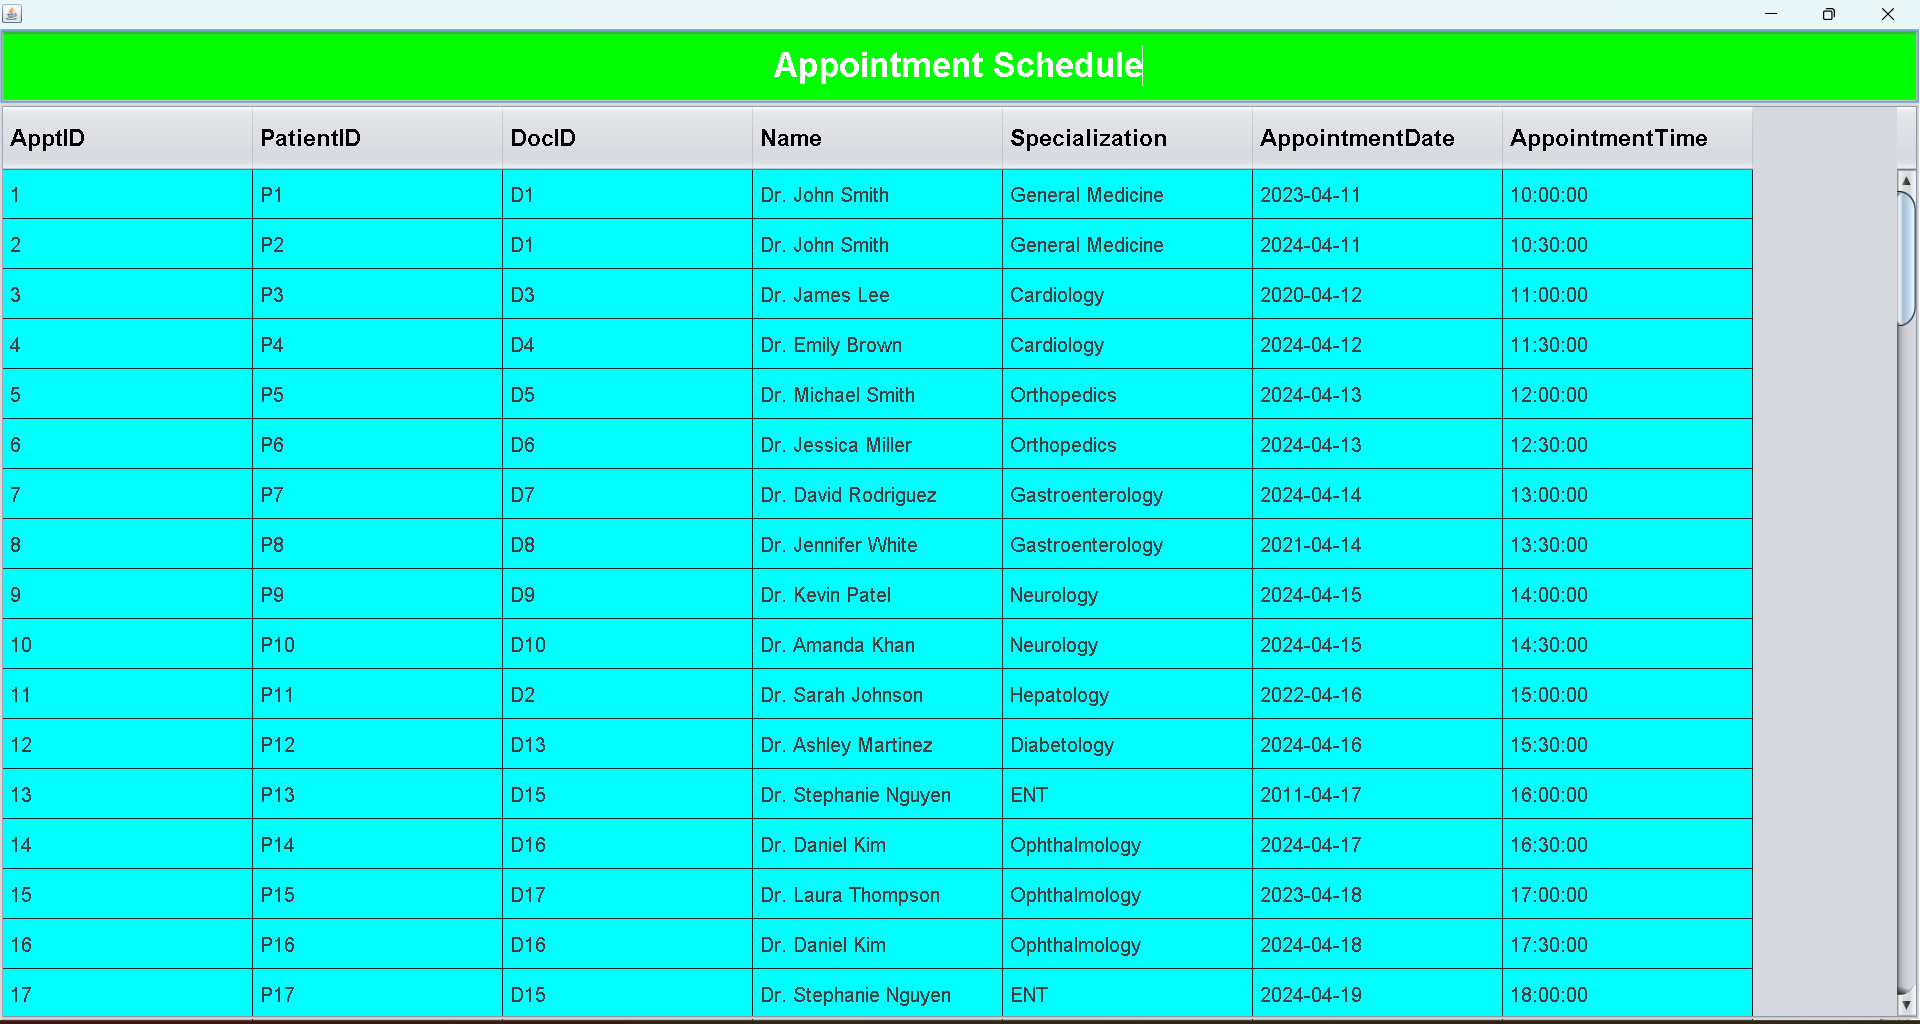 Appointment Schedule
ApptID PatientID DocID Name Specialization AppointmentDate AppointmentTime
1 P1 D1 Dr. John Smith General Medicine 2023-04-11 10:00:00
2 P2 D1 Dr. John Smith General Medicine 2024-04-11 10:30:00
3 P3 D3 Dr. James Lee Cardiology 2020-04-12 11:00:00
4 P4 D4 Dr. Emily Brown Cardiology 2024-04-12 11:30:00
5 P5 D5 Dr. Michael Smith Orthopedics 2024-04-13 12:00:00
6 P6 D6 Dr. Jessica Miller Orthopedics 2024-04-13 12:30:00
7 P7 D7 Dr. David Rodriguez Gastroenterology 2024-04-14 13:00:00
8 P8 D8 Dr. Jennifer White Gastroenterology 2021-04-14 13:30:00
9 P9 D9 Dr. Kevin Patel Neurology 2024-04-15 14:00:00
10 P10 D10 Dr. Amanda Khan Neurology 2024-04-15 14:30:00
11 P11 D2 Dr. Sarah Johnson Hepatology 2022-04-16 15:00:00
12 P12 D13 Dr. Ashley Martinez Diabetology 2024-04-16 15:30:00
13 P13 D15 Dr. Stephanie Nguyen ENT 2011-04-17 16:00:00
14 P14 D16 Dr. Daniel Kim Ophthalmology 2024-04-17 16:30:00
15 P15 D17 Dr. Laura Thompson Ophthalmology 2023-04-18 17:00:00
16 P16 D16 Dr. Daniel Kim Ophthalmology 2024-04-18 17:30:00
17 P17 D15 Dr. Stephanie Nguyen ENT 2024-04-19 18:00:00